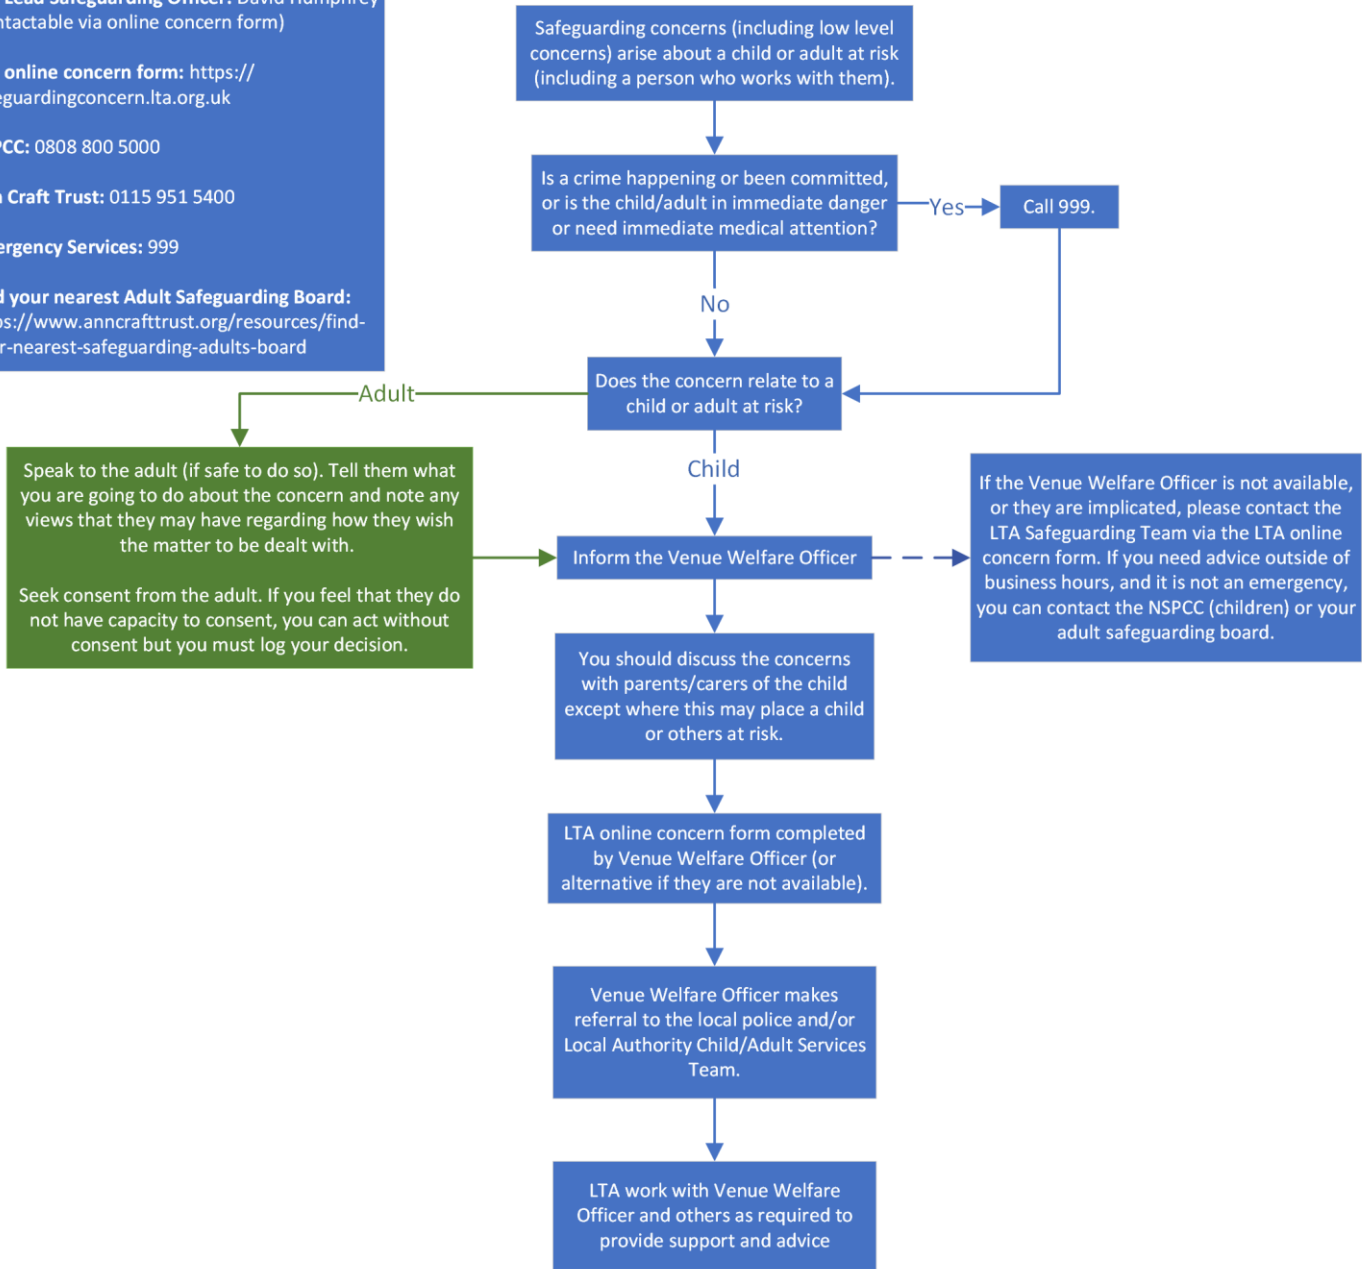 Lead Safeguarding Officer: David Humphrey
ntactable via online concern form)
online concern form: https://
eguardingconcern.lta.org.uk
PCC: 0808 800 5000
n Craft Trust: 0115 951 5400
ergency Services: 999
d your nearest Adult Safeguarding Board:
ps://www.anncrafttrust.org/resources/find-
r-nearest-safeguarding-adults-board
Safeguarding concerns (including low level
concerns) arise about a child or adult at risk
(including a person who works with them).
Is a crime happening or been committed,
or is the child/adult in immediate danger
or need immediate medical attention?
Yes
Call 999.
No
Does the concern relate to a
child or adult at risk?
Adult
Child
Speak to the adult (if safe to do so). Tell them what
you are going to do about the concern and note any
views that they may have regarding how they wish
the matter to be dealt with.
Seek consent from the adult. If you feel that they do
not have capacity to consent, you can act without
consent but you must log your decision.
Inform the Venue Welfare Officer
If the Venue Welfare Officer is not available,
or they are implicated, please contact the
LTA Safeguarding Team via the LTA online
concern form. If you need advice outside of
business hours, and it is not an emergency,
you can contact the NSPCC (children) or your
adult safeguarding board.
You should discuss the concerns
with parents/carers of the child
except where this may place a child
or others at risk.
LTA online concern form completed
by Venue Welfare Officer (or
alternative if they are not available).
Venue Welfare Officer makes
referral to the local police and/or
Local Authority Child/Adult Services
Team.
LTA work with Venue Welfare
Officer and others as required to
provide support and advice